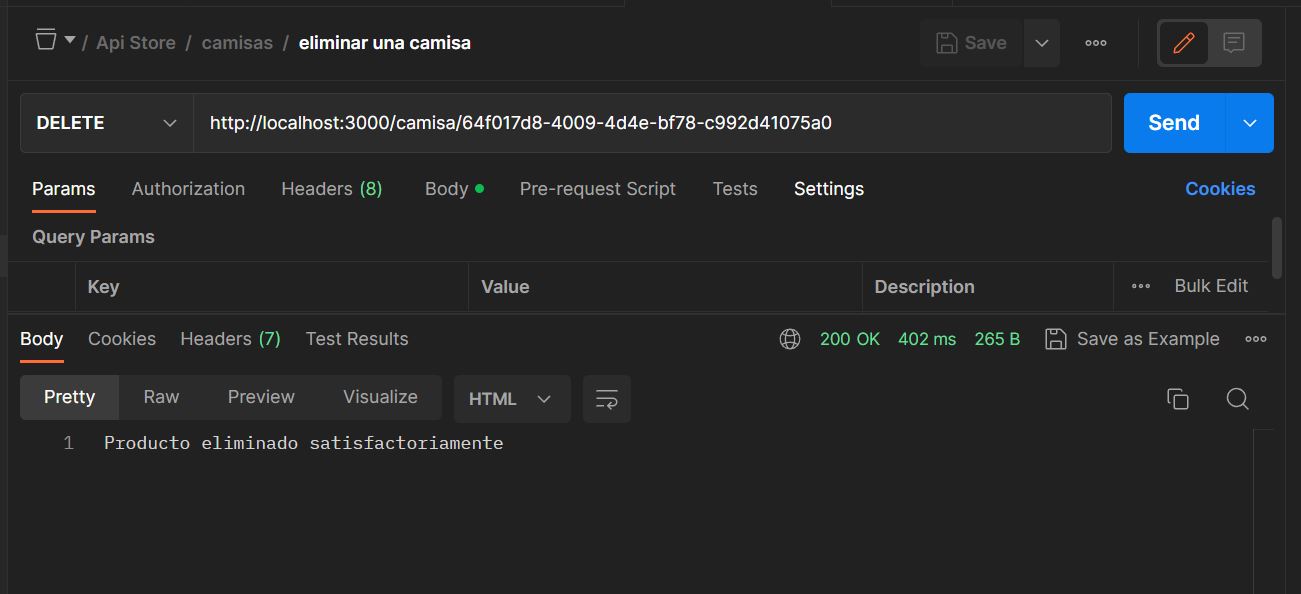 / Api Store / camisas / eliminar una camisa
Save
DELETE
http://localhost:3000/camisa/64f017d8-4009-4d4e-bf78-c992d41075a0
Send
Params Authorization Headers (8) Body Pre-request Script Tests Settings Cookies
Query Params
Key Value Description Bulk Edit
Body Cookies Headers (7) Test Results 200 OK 402 ms 265 B Save as Example
Pretty Raw Preview Visualize HTML
1 Producto eliminado satisfactoriamente